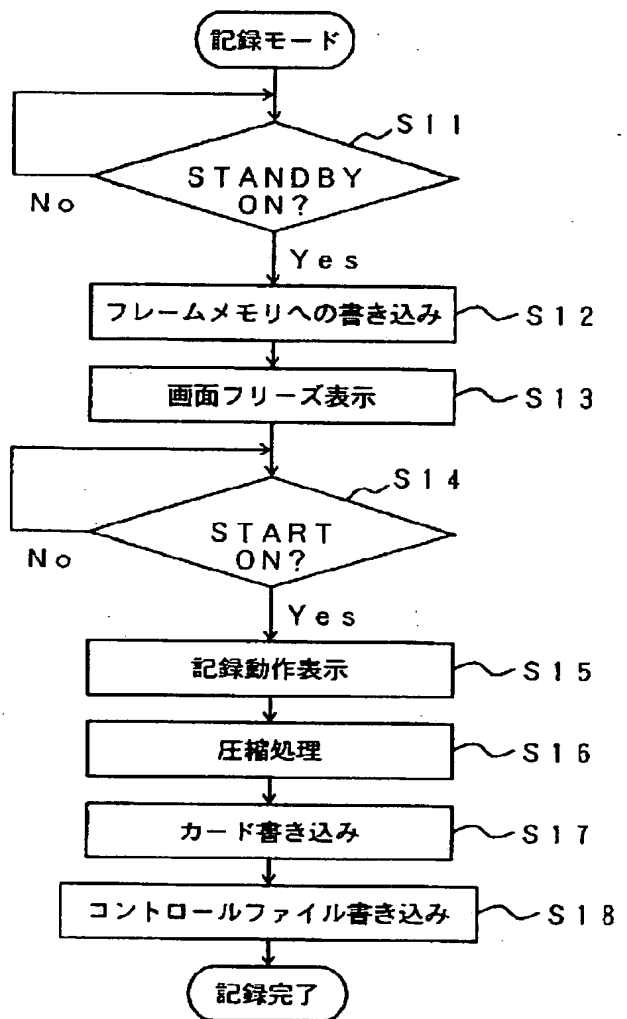 記録モード
S11
STANDBY
ON?
No
Yes
フレームメモリへの書き込み
S12
画面フリーズ表示
S13
S14
START
ON?
No
Yes
記録動作表示
S15
圧縮処理
S16
カード書き込み
S17
コントロールファイル書き込み
S18
記録完了